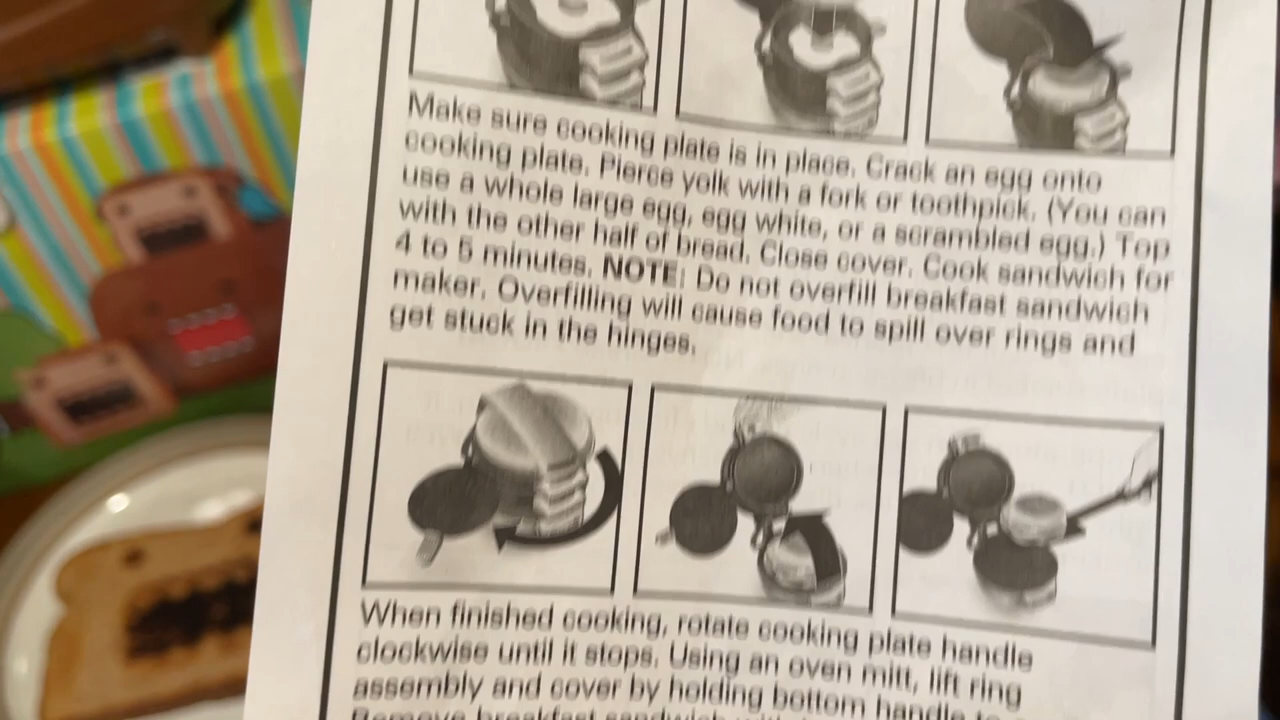 Make sure cooking plate is in place. Crack an egg onto
cooking plate. Pierce yolk with a fork or toothpick. (You can
use a whole large egg, egg white, or a scrambled egg.) Top
with the other half of bread. Close cover. Cook sandwich for
4 to 5 minutes. NOTE: Do not overfill breakfast sandwich
maker. Overfilling will cause food to spill over rings and
get stuck in the hinges.
When finished cooking, rotate cooking plate handle
clockwise until it stops. Using an oven mitt, lift ring
assembly and cover by holding bottom handle to
Remove breakfast sandwich